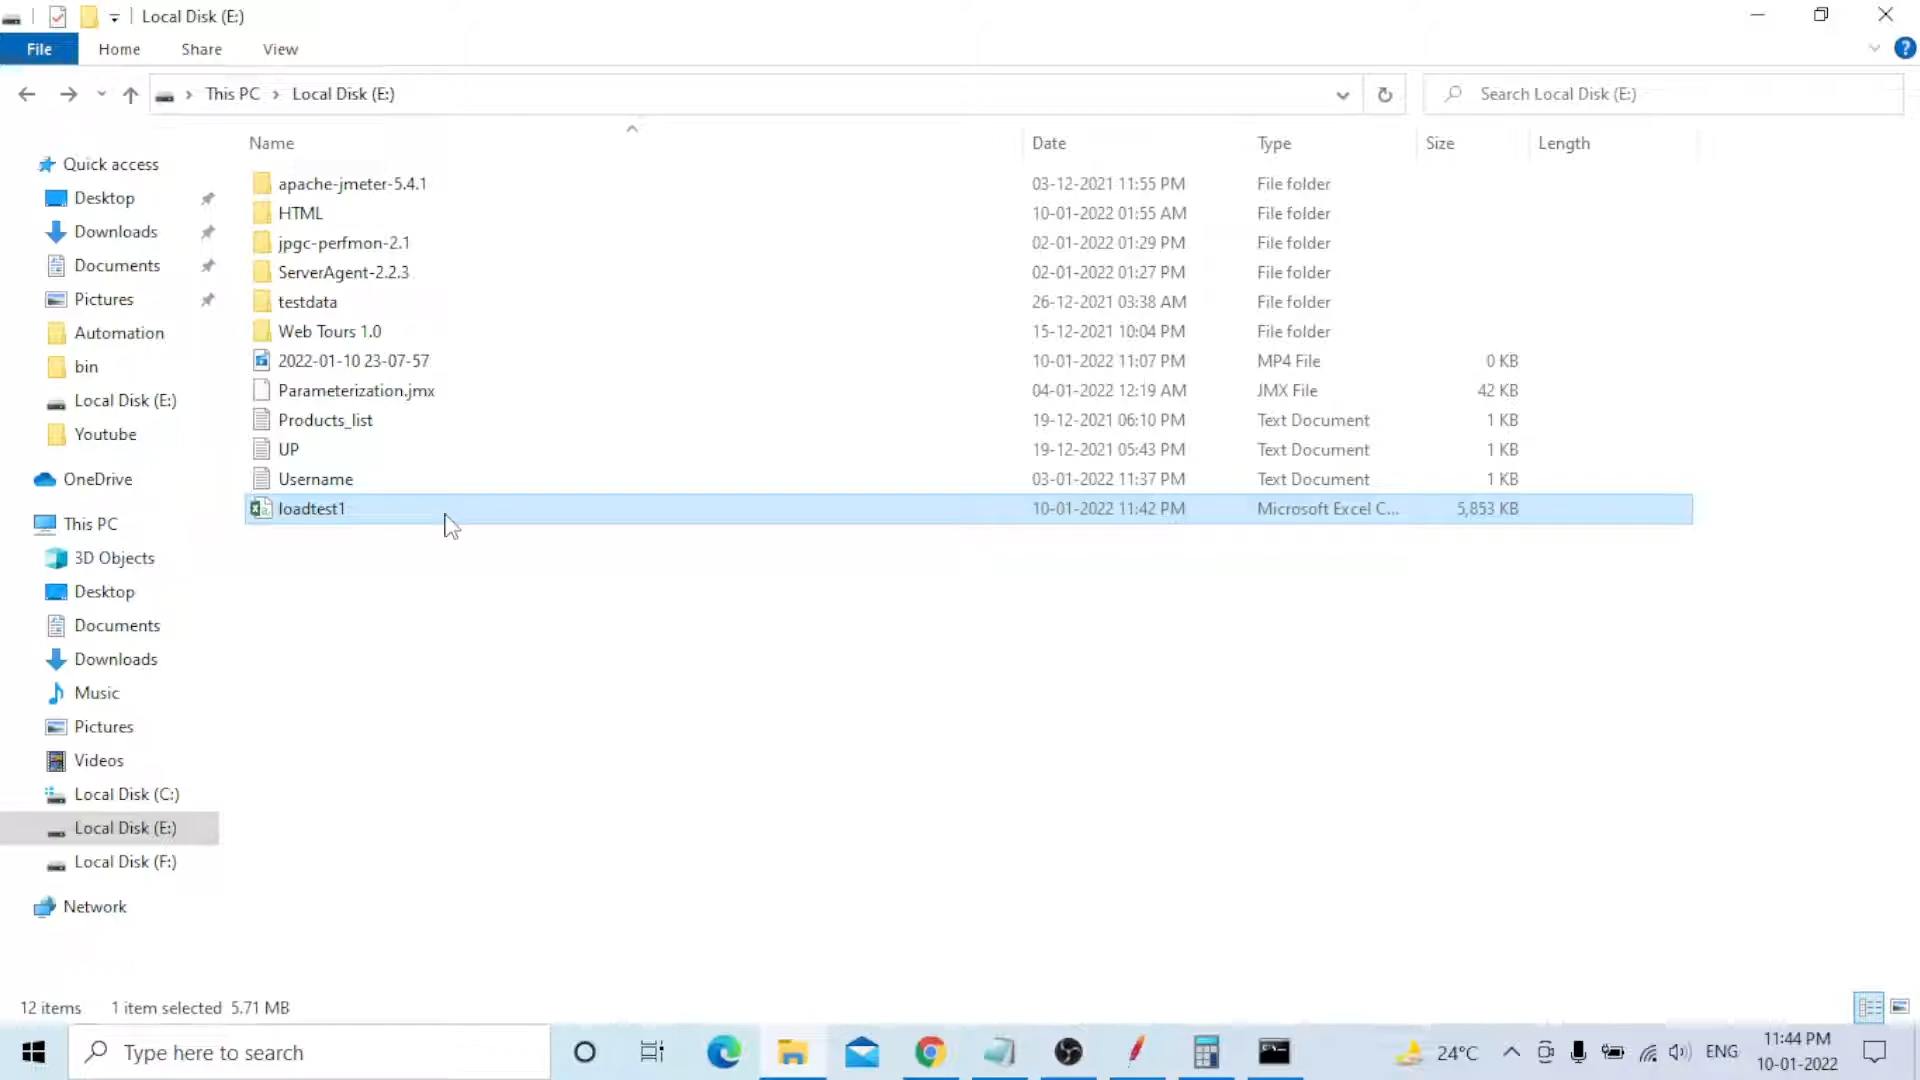 Local Disk (E:)
File Home Share View
This PC Local Disk (E:) Search Local Disk (E:)
Name Date Type Size Length
Quick access
Desktop
Downloads
Documents
Pictures
Automation
bin
Local Disk (E:)
Youtube
OneDrive
This PC
3D Objects
Desktop
Documents
Downloads
Music
Pictures
Videos
Local Disk (C:)
Local Disk (E:)
Local Disk (F:)
Network
apache-jmeter-5.4.1 03-12-2021 11:55 PM File folder
HTML 10-01-2022 01:55 AM File folder
jpgc-perfmon-2.1 02-01-2022 01:29 PM File folder
ServerAgent-2.2.3 02-01-2022 01:27 PM File folder
testdata 26-12-2021 03:38 AM File folder
Web Tours 1.0 15-12-2021 10:04 PM File folder
2022-01-10 23-07-57 10-01-2022 11:07 PM MP4 File 0 KB
Parameterization.jmx 04-01-2022 12:19 AM JMX File 42 KB
Products_list 19-12-2021 06:10 PM Text Document 1 KB
UP 19-12-2021 05:43 PM Text Document 1 KB
Username 03-01-2022 11:37 PM Text Document 1 KB
loadtest1 10-01-2022 11:42 PM Microsoft Excel C... 5,853 KB
12 items 1 item selected 5.71 MB
Type here to search 24°C ENG 11:44 PM
10-01-2022